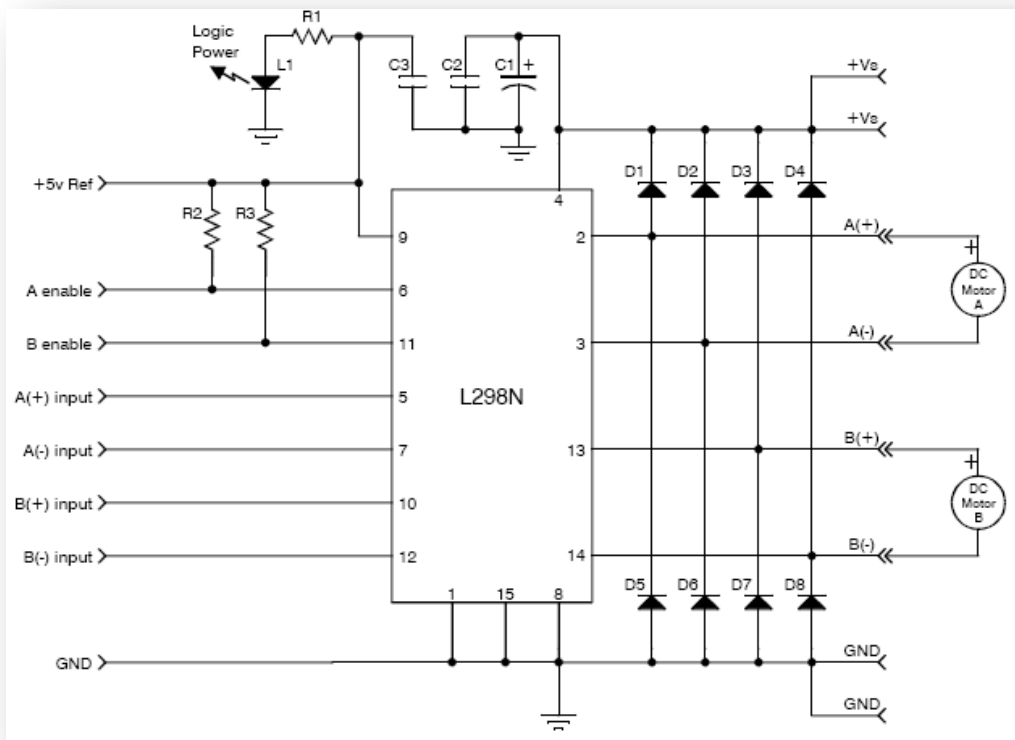 R1
Logic
Power
L1
C3
C2
C1
+
+Vs
+Vs
D1
D2
D3
D4
+5v Ref
R2
R3
4
9
2
A(+)
+
DC
Motor
A
A enable
6
B enable
11
3
A(-)
A(+) input
5
L298N
A(-) input
7
13
B(+)
+
DC
Motor
B
B(+) input
10
B(-) input
12
14
B(-)
D5
D6
D7
D8
1
15
8
GND
GND
GND